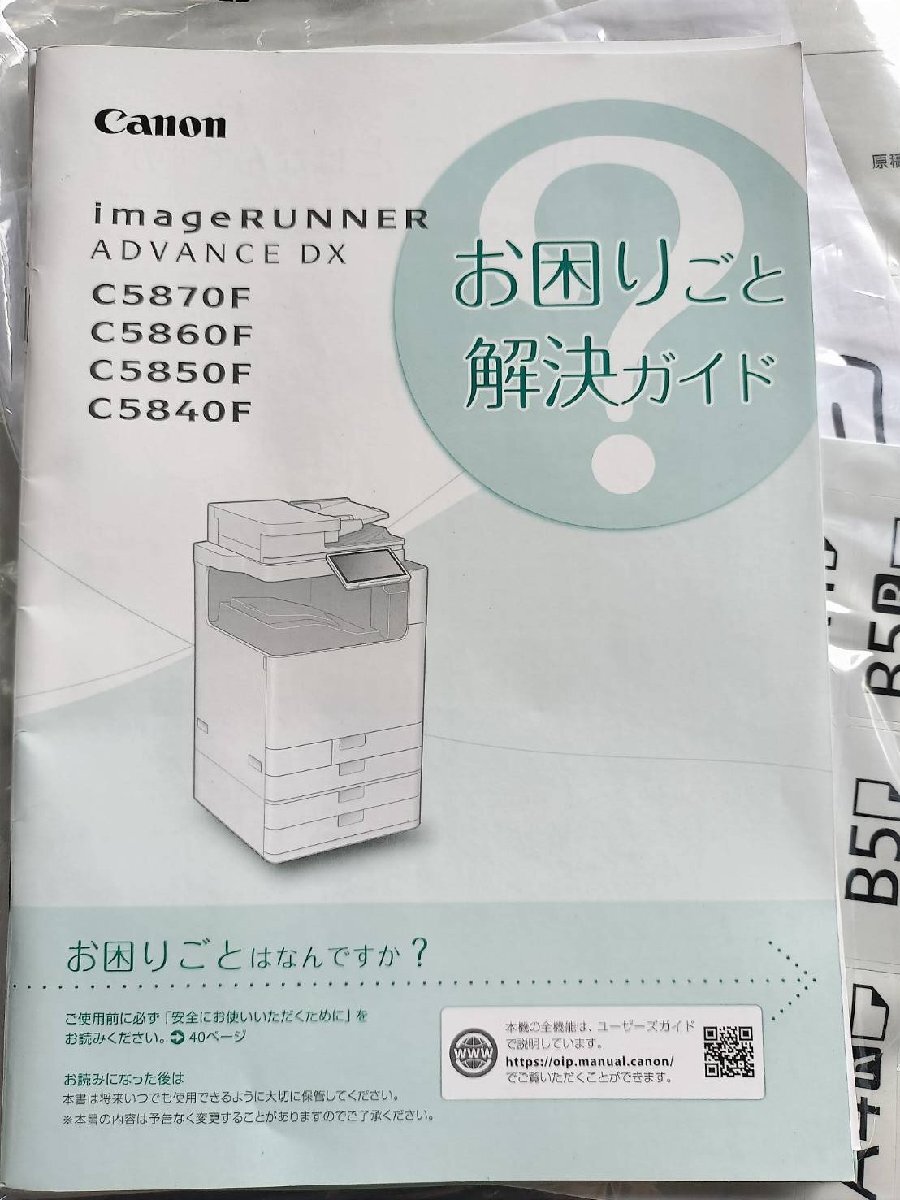 Canon
imageRUNNER
ADVANCE DX
C5870F
C5860F
C5850F
C5840F
お困りごと
解決ガイド
お困りごとはなんですか？
ご使用前に必ず「安全にお使いいただくために」を
お読みください。 40ページ
お読みになった後は
本書は将来いつでも使用できるように大切に保管してください。
※本書の内容は予告なく変更することがありますのでご了承ください。
WWW
本機の全機能は、ユーザーズガイド
で説明しています。
https://oip.manual.canon/
でご覧いただくことができます。
原稿
B5R
B5
A4